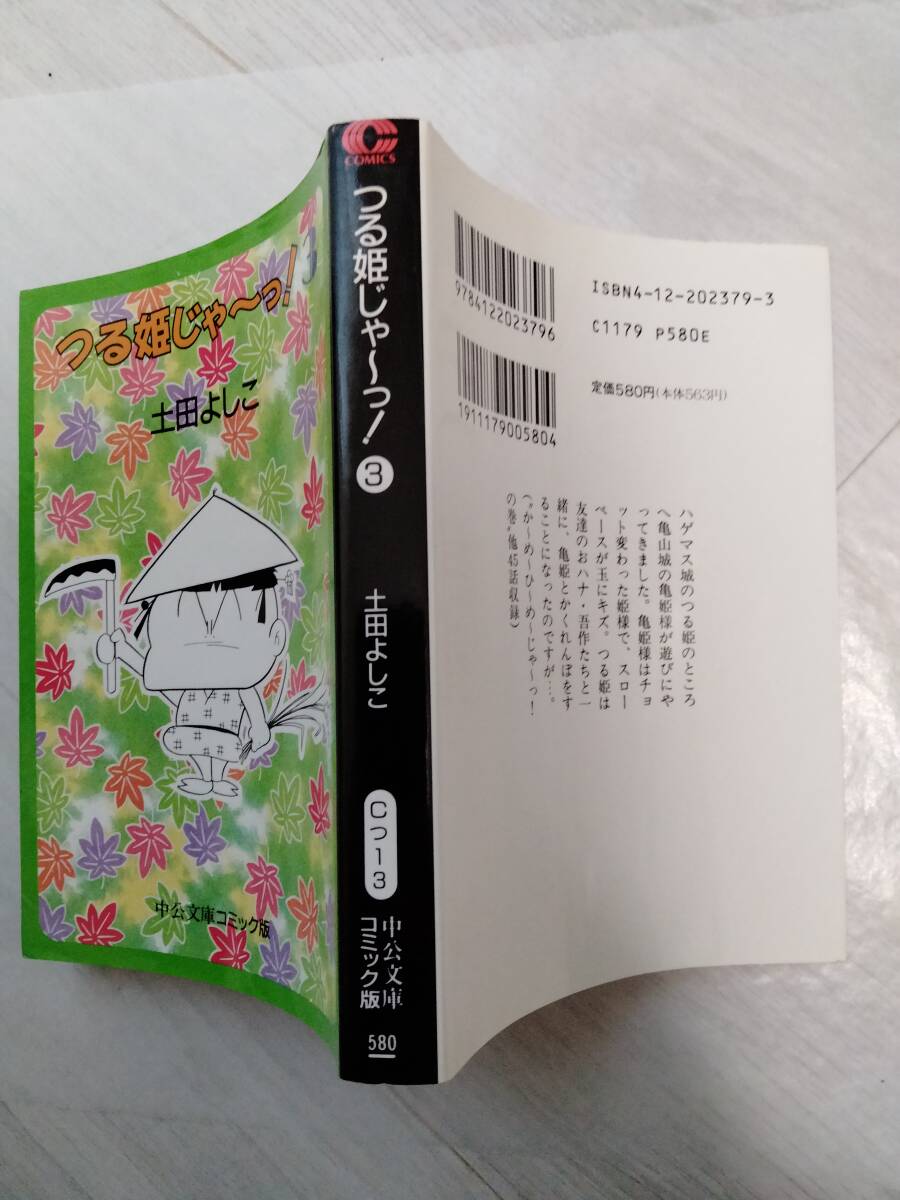 つる姫じゃ～っ!
3
土田よしこ
中公文庫コミック版
COMICS
つる姫じゃ～っ! 3
土田よしこ
Cつ13
中公文庫
コミック版
580
9784122023796
ISBN4-12-202379-3
C1179 P580E
1911179005804
定価580円(本体563円)
ハゲマス城のつる姫のところ
へ亀山城の亀姫様が遊びにや
ってきました。亀姫様はチョ
ット変わった姫様で、スロー
ペースが玉にキズ。つる姫は
友達のおハナ・吾作たちと一
緒に、亀姫とかくれんぼをす
ることになったのですが…。
(〝か～め～ひ～め～じゃ～っ!
の巻〟他45話収録)